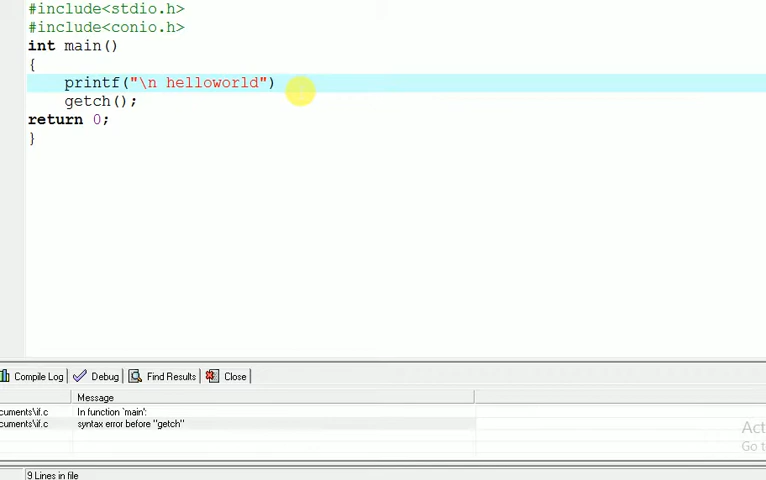 #include<stdio.h>
#include<conio.h>
int main()
{
printf("\n helloworld")
getch();
return 0;
}
Compile Log Debug Find Results Close
Message
cuments\if.c In function `main':
cuments\if.c syntax error before "getch"
Act
Go t
9 Lines in file